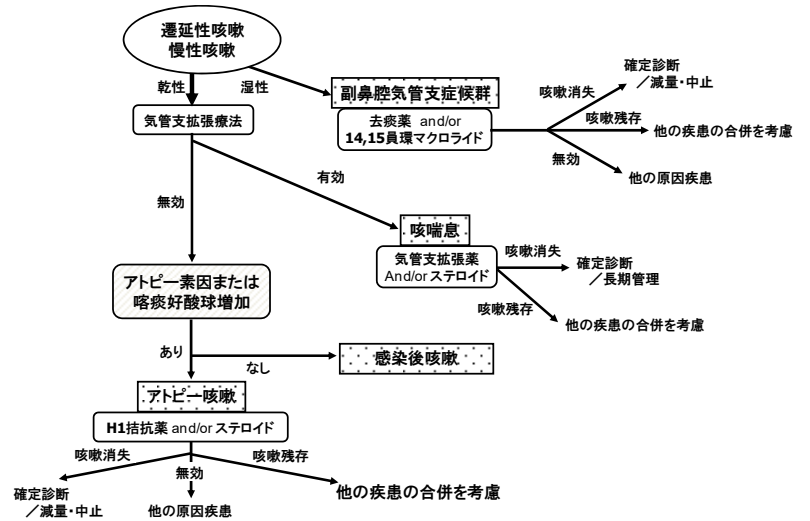 遷延性咳嗽
慢性咳嗽
乾性
湿性
気管支拡張療法
副鼻腔気管支症候群
去痰薬 and/or
14,15員環マクロライド
咳嗽消失
確定診断
／減量・中止
咳嗽残存
他の疾患の合併を考慮
無効
他の原因疾患
無効
有効
咳喘息
気管支拡張薬
And/or ステロイド
咳嗽消失
確定診断
／長期管理
咳嗽残存
他の疾患の合併を考慮
アトピー素因または
喀痰好酸球増加
あり
なし
感染後咳嗽
アトピー咳嗽
H1拮抗薬 and/or ステロイド
咳嗽消失
無効
咳嗽残存
確定診断
／減量・中止
他の原因疾患
他の疾患の合併を考慮